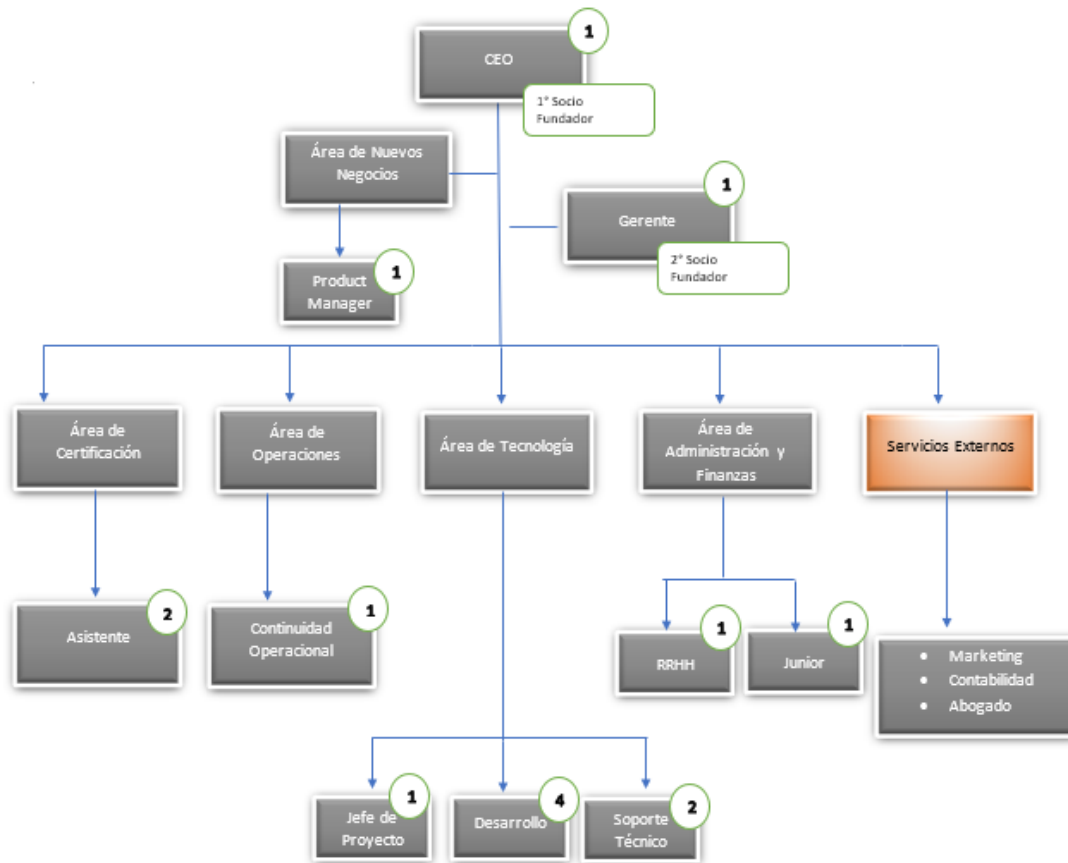 1
CEO
1° Socio
Fundador
Área de Nuevos
Negocios
1
Gerente
2° Socio
Fundador
1
Product
Manager
Área de
Certificación
Área de
Operaciones
Área de Tecnología
Área de
Administración y
Finanzas
Servicios Externos
2
Asistente
1
Continuidad
Operacional
1
RRHH
1
Junior
• Marketing
• Contabilidad
• Abogado
1
Jefe de
Proyecto
4
Desarrollo
2
Soporte
Técnico